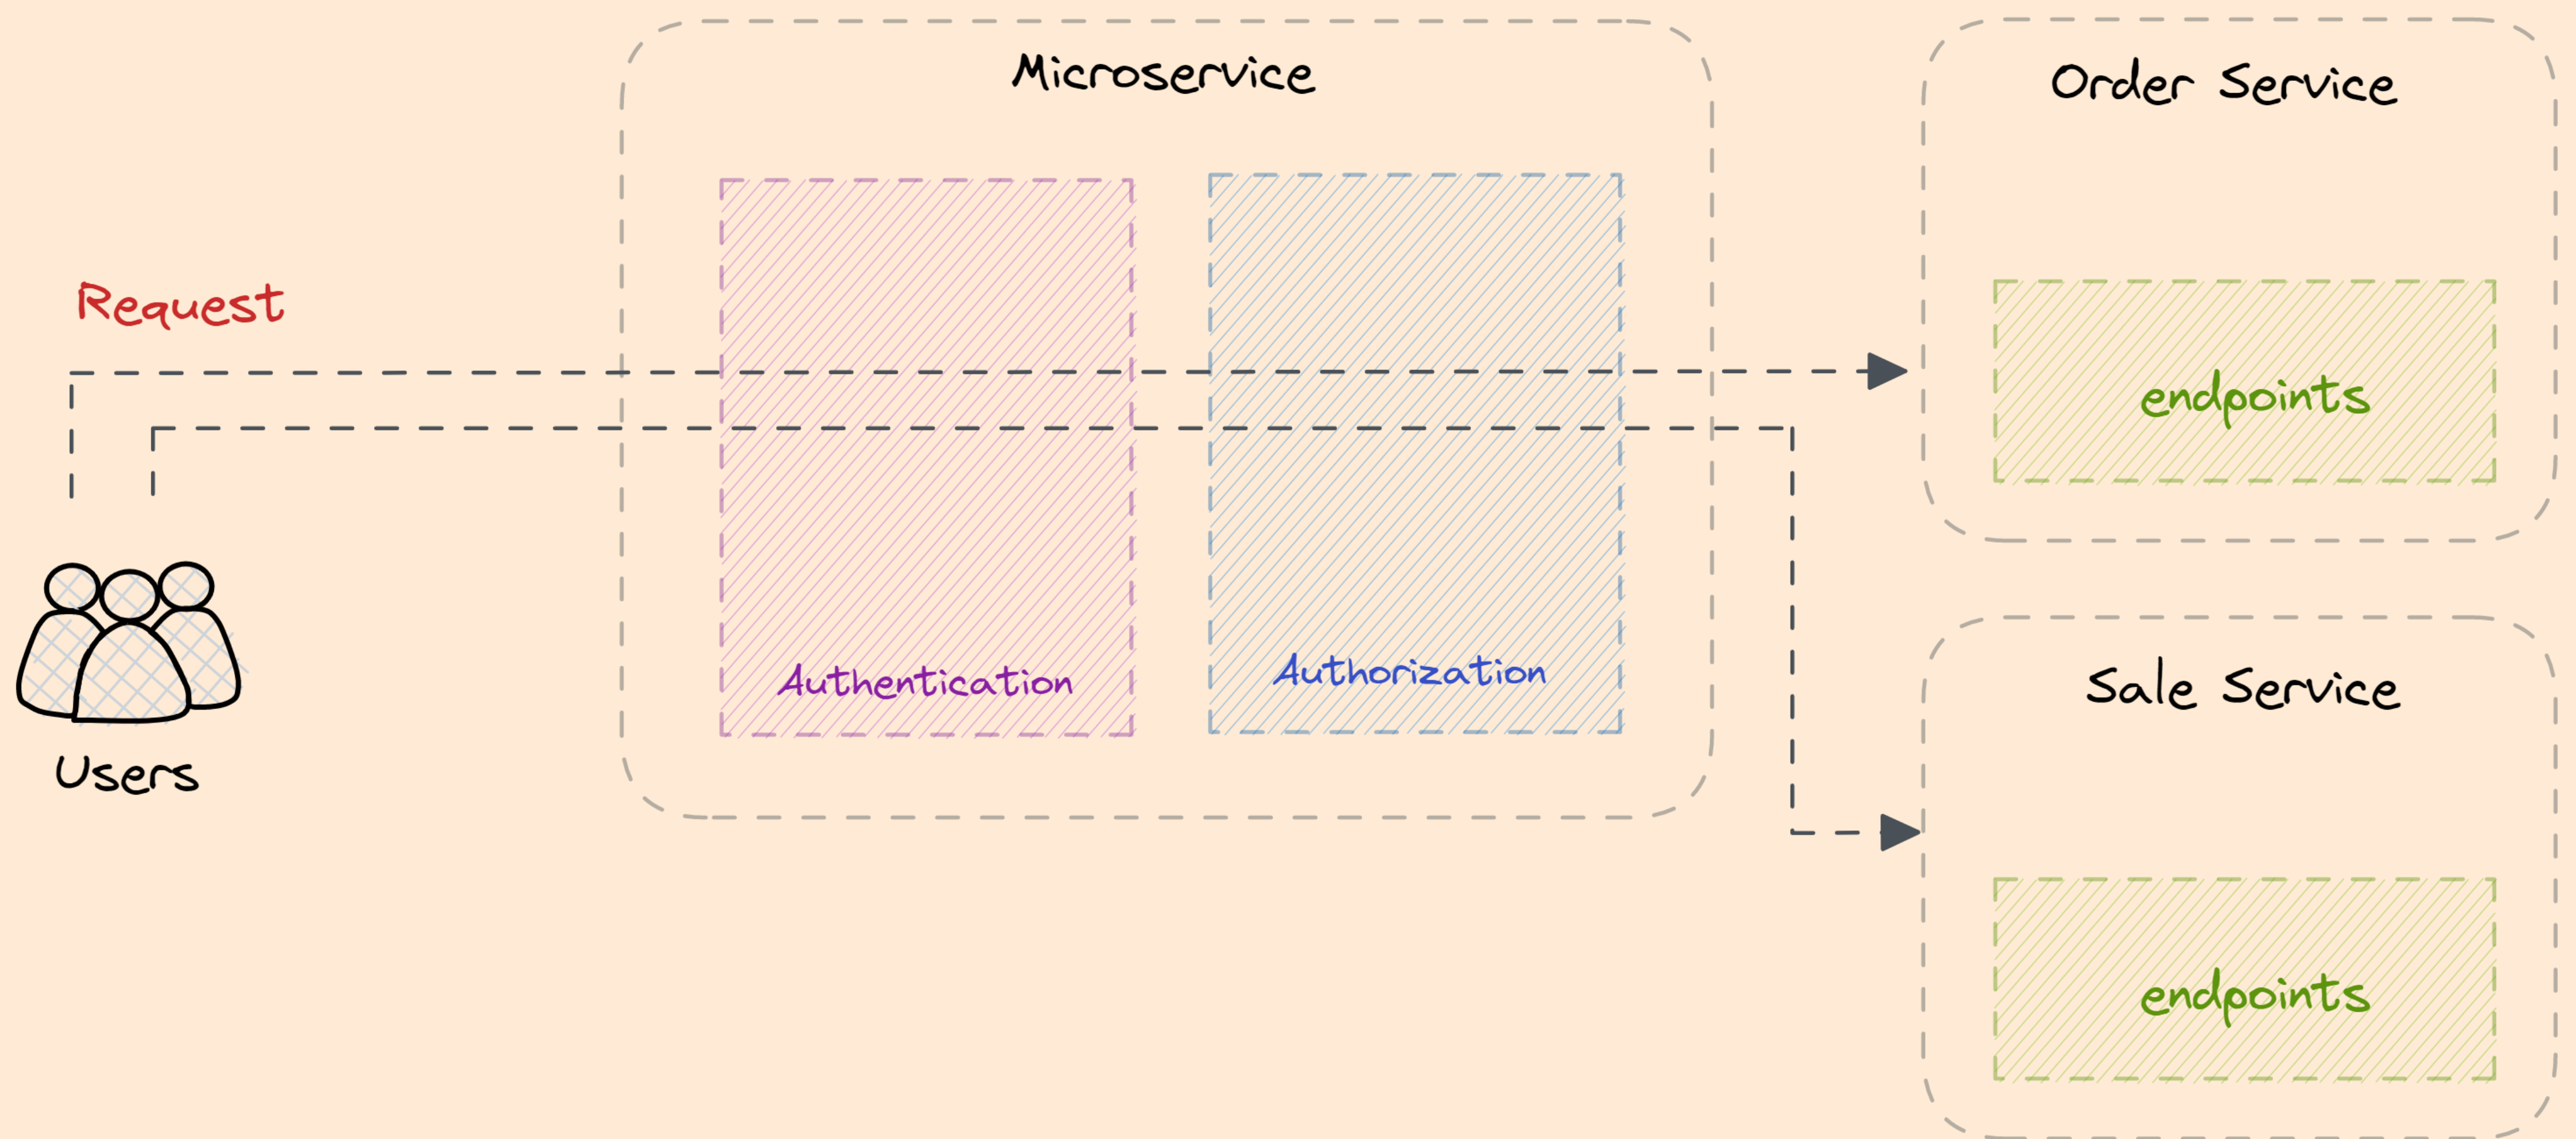 Microservice
Order Service
Request
endpoints
Authentication
Authorization
Sale Service
Users
endpoints